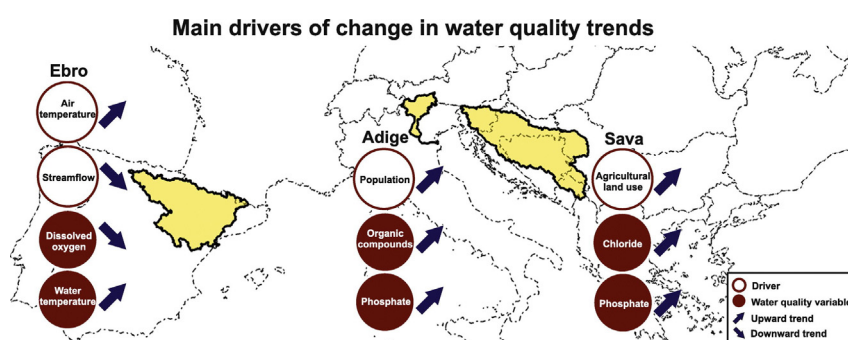 Main drivers of change in water quality trends
Ebro
Air
temperature
Streamflow
Dissolved
oxygen
Water
temperature
Adige
Population
Organic
compounds
Phosphate
Sava
Agricultural
land use
Chloride
Phosphate
Driver
Water quality variable
Upward trend
Downward trend